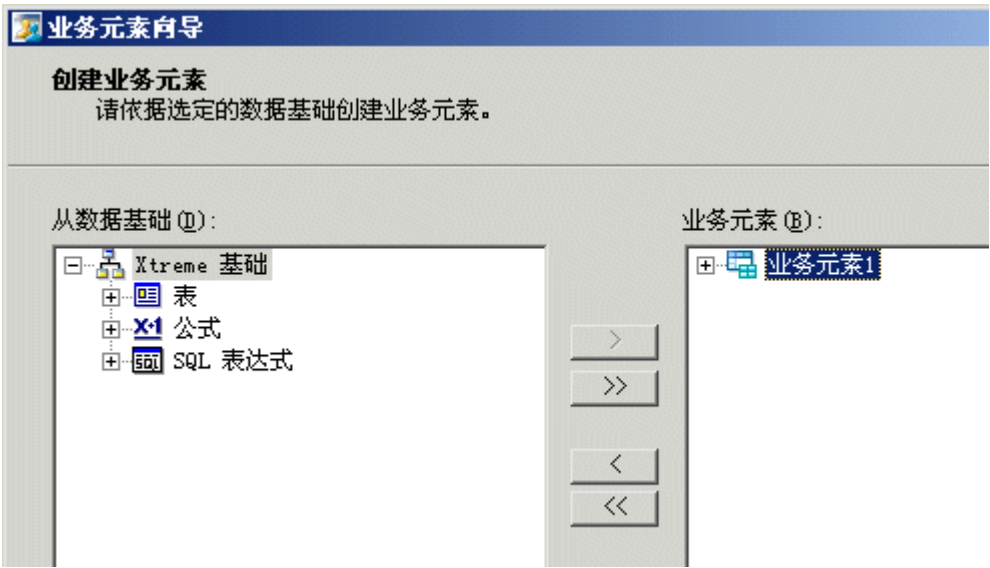 业务元素向导
创建业务元素
请依据选定的数据基础创建业务元素。
从数据基础(D):
业务元素(B):
Xtreme 基础
表
公式
SQL 表达式
业务元素1
>
>>
<
<<